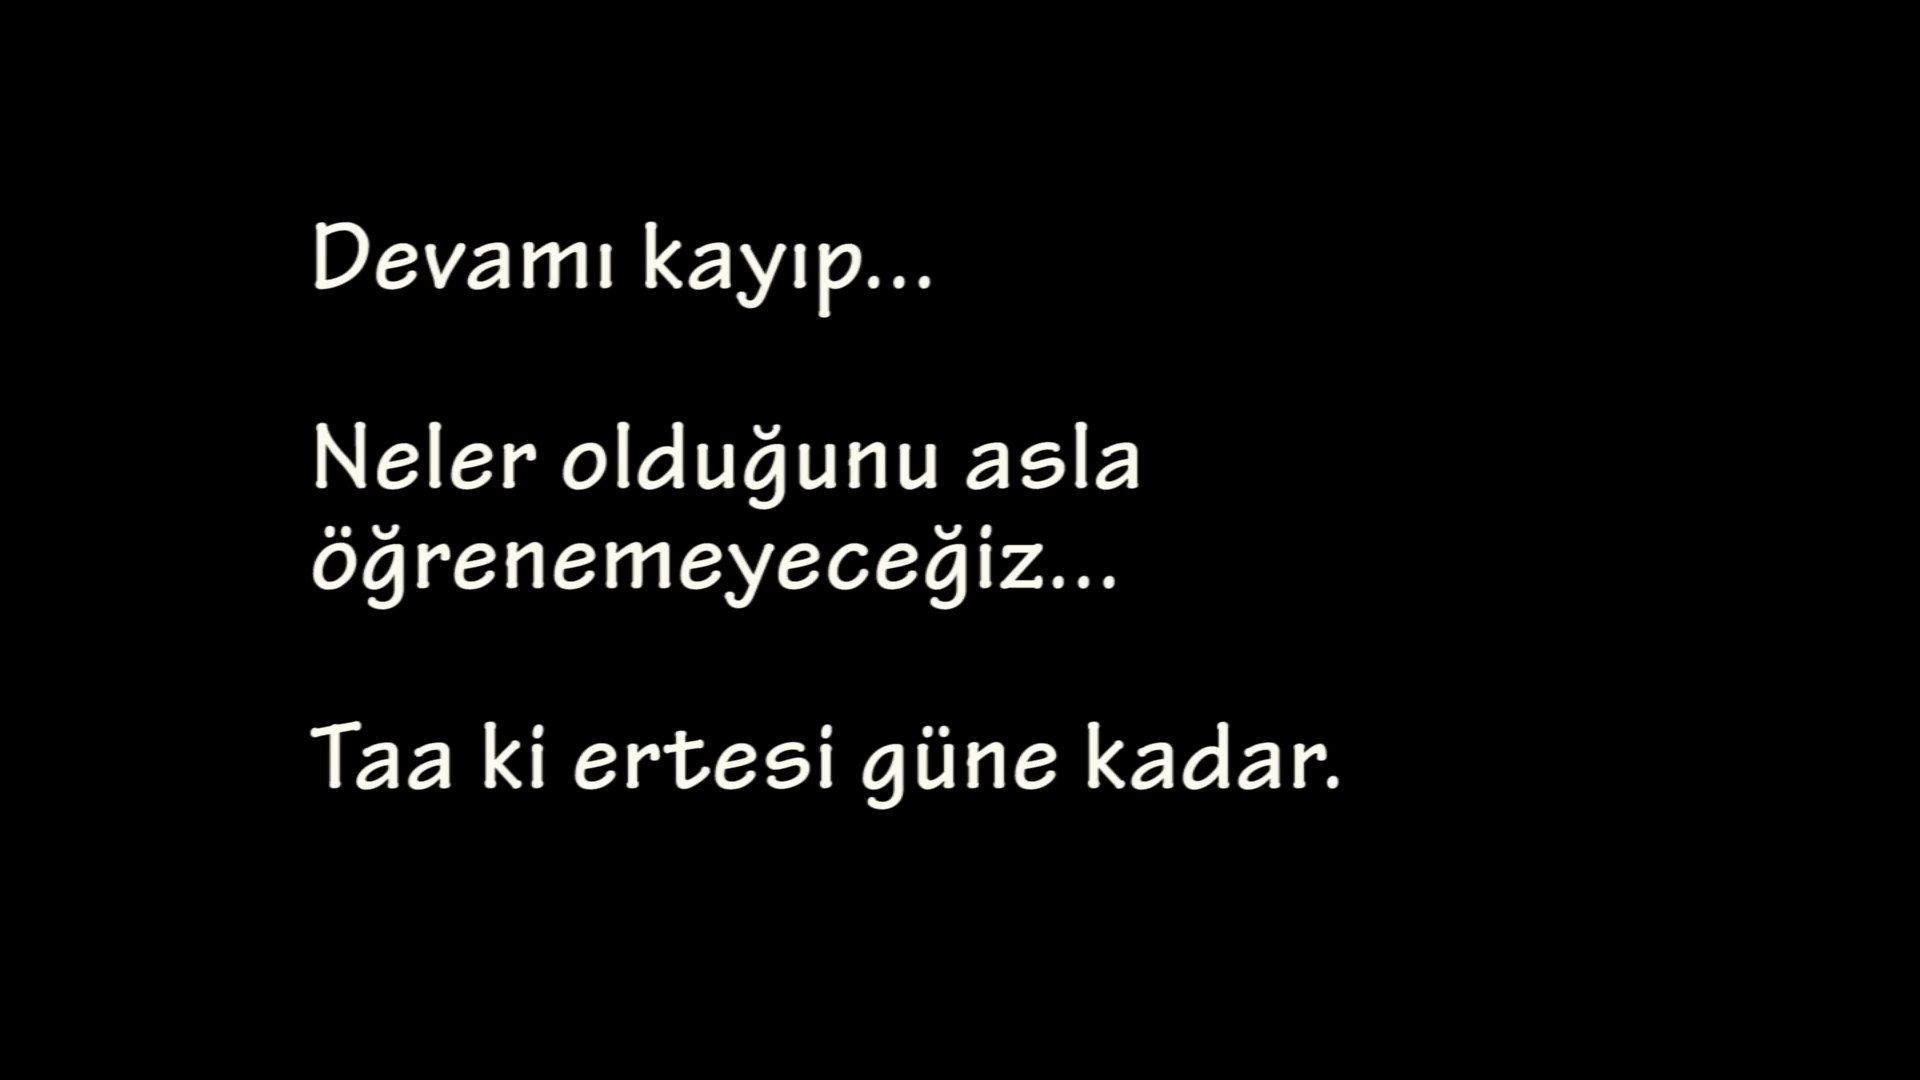 Devamı kayıp...
Neler olduğunu asla
öğrenemeyeceğiz...
Taa ki ertesi güne kadar.